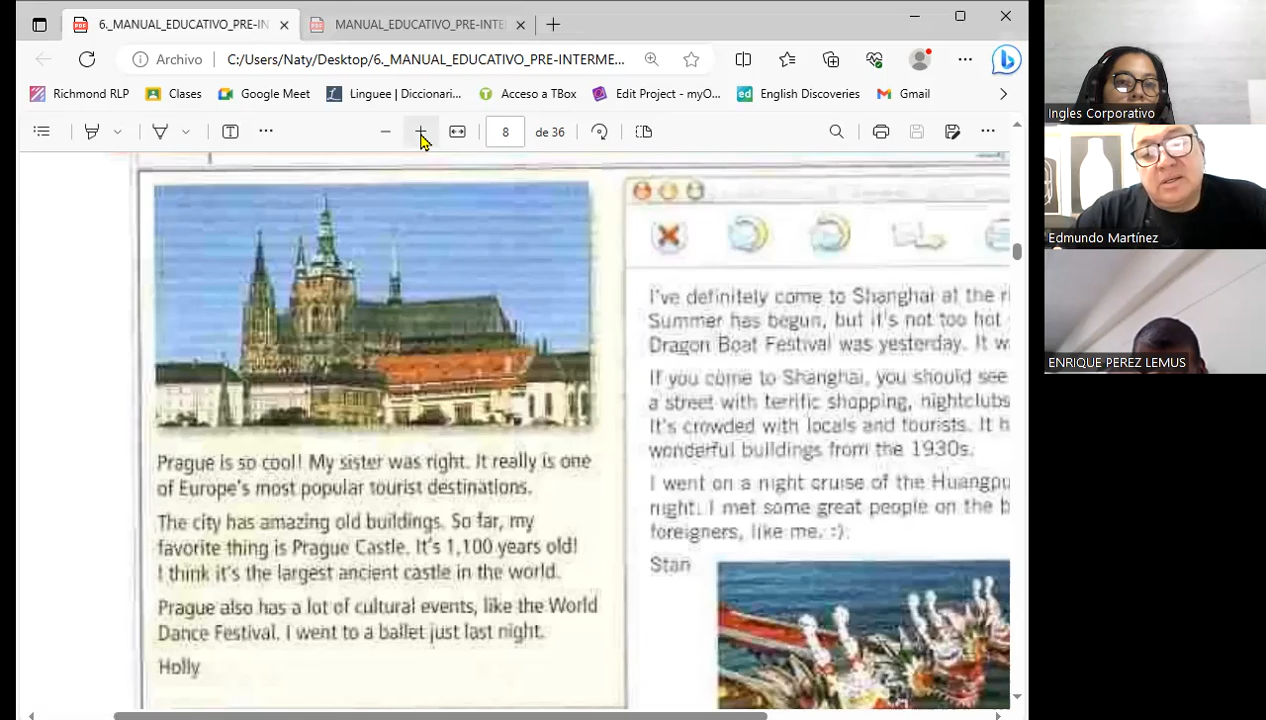 6._MANUAL_EDUCATIVO_PRE-IN
MANUAL_EDUCATIVO_PRE-INTE
Archivo
C:/Users/Naty/Desktop/6._MANUAL_EDUCATIVO_PRE-INTERME...
Richmond RLP
Clases
Google Meet
Linguee | Diccionari...
Acceso a TBox
Edit Project - myO...
English Discoveries
Gmail
8 de 36
Prague is so cool! My sister was right. It really is one
of Europe's most popular tourist destinations.
The city has amazing old buildings. So far, my
favorite thing is Prague Castle. It's 1,100 years old!
I think it's the largest ancient castle in the world.
Prague also has a lot of cultural events, like the World
Dance Festival. I went to a ballet just last night.
Holly
I've definitely come to Shanghai at the
Summer has begun, but it's not too hot
Dragon Boat Festival was yesterday. It
If you come to Shanghai, you should see
a street with terrific shopping, nightclubs
It's crowded with locals and tourists. It
wonderful buildings from the 1930s.
I went on a night cruise of the
night. I met some great people on the
foreigners, like me. :)
Stan
Ingles Corporativo
Edmundo Martínez
ENRIQUE PEREZ LEMUS